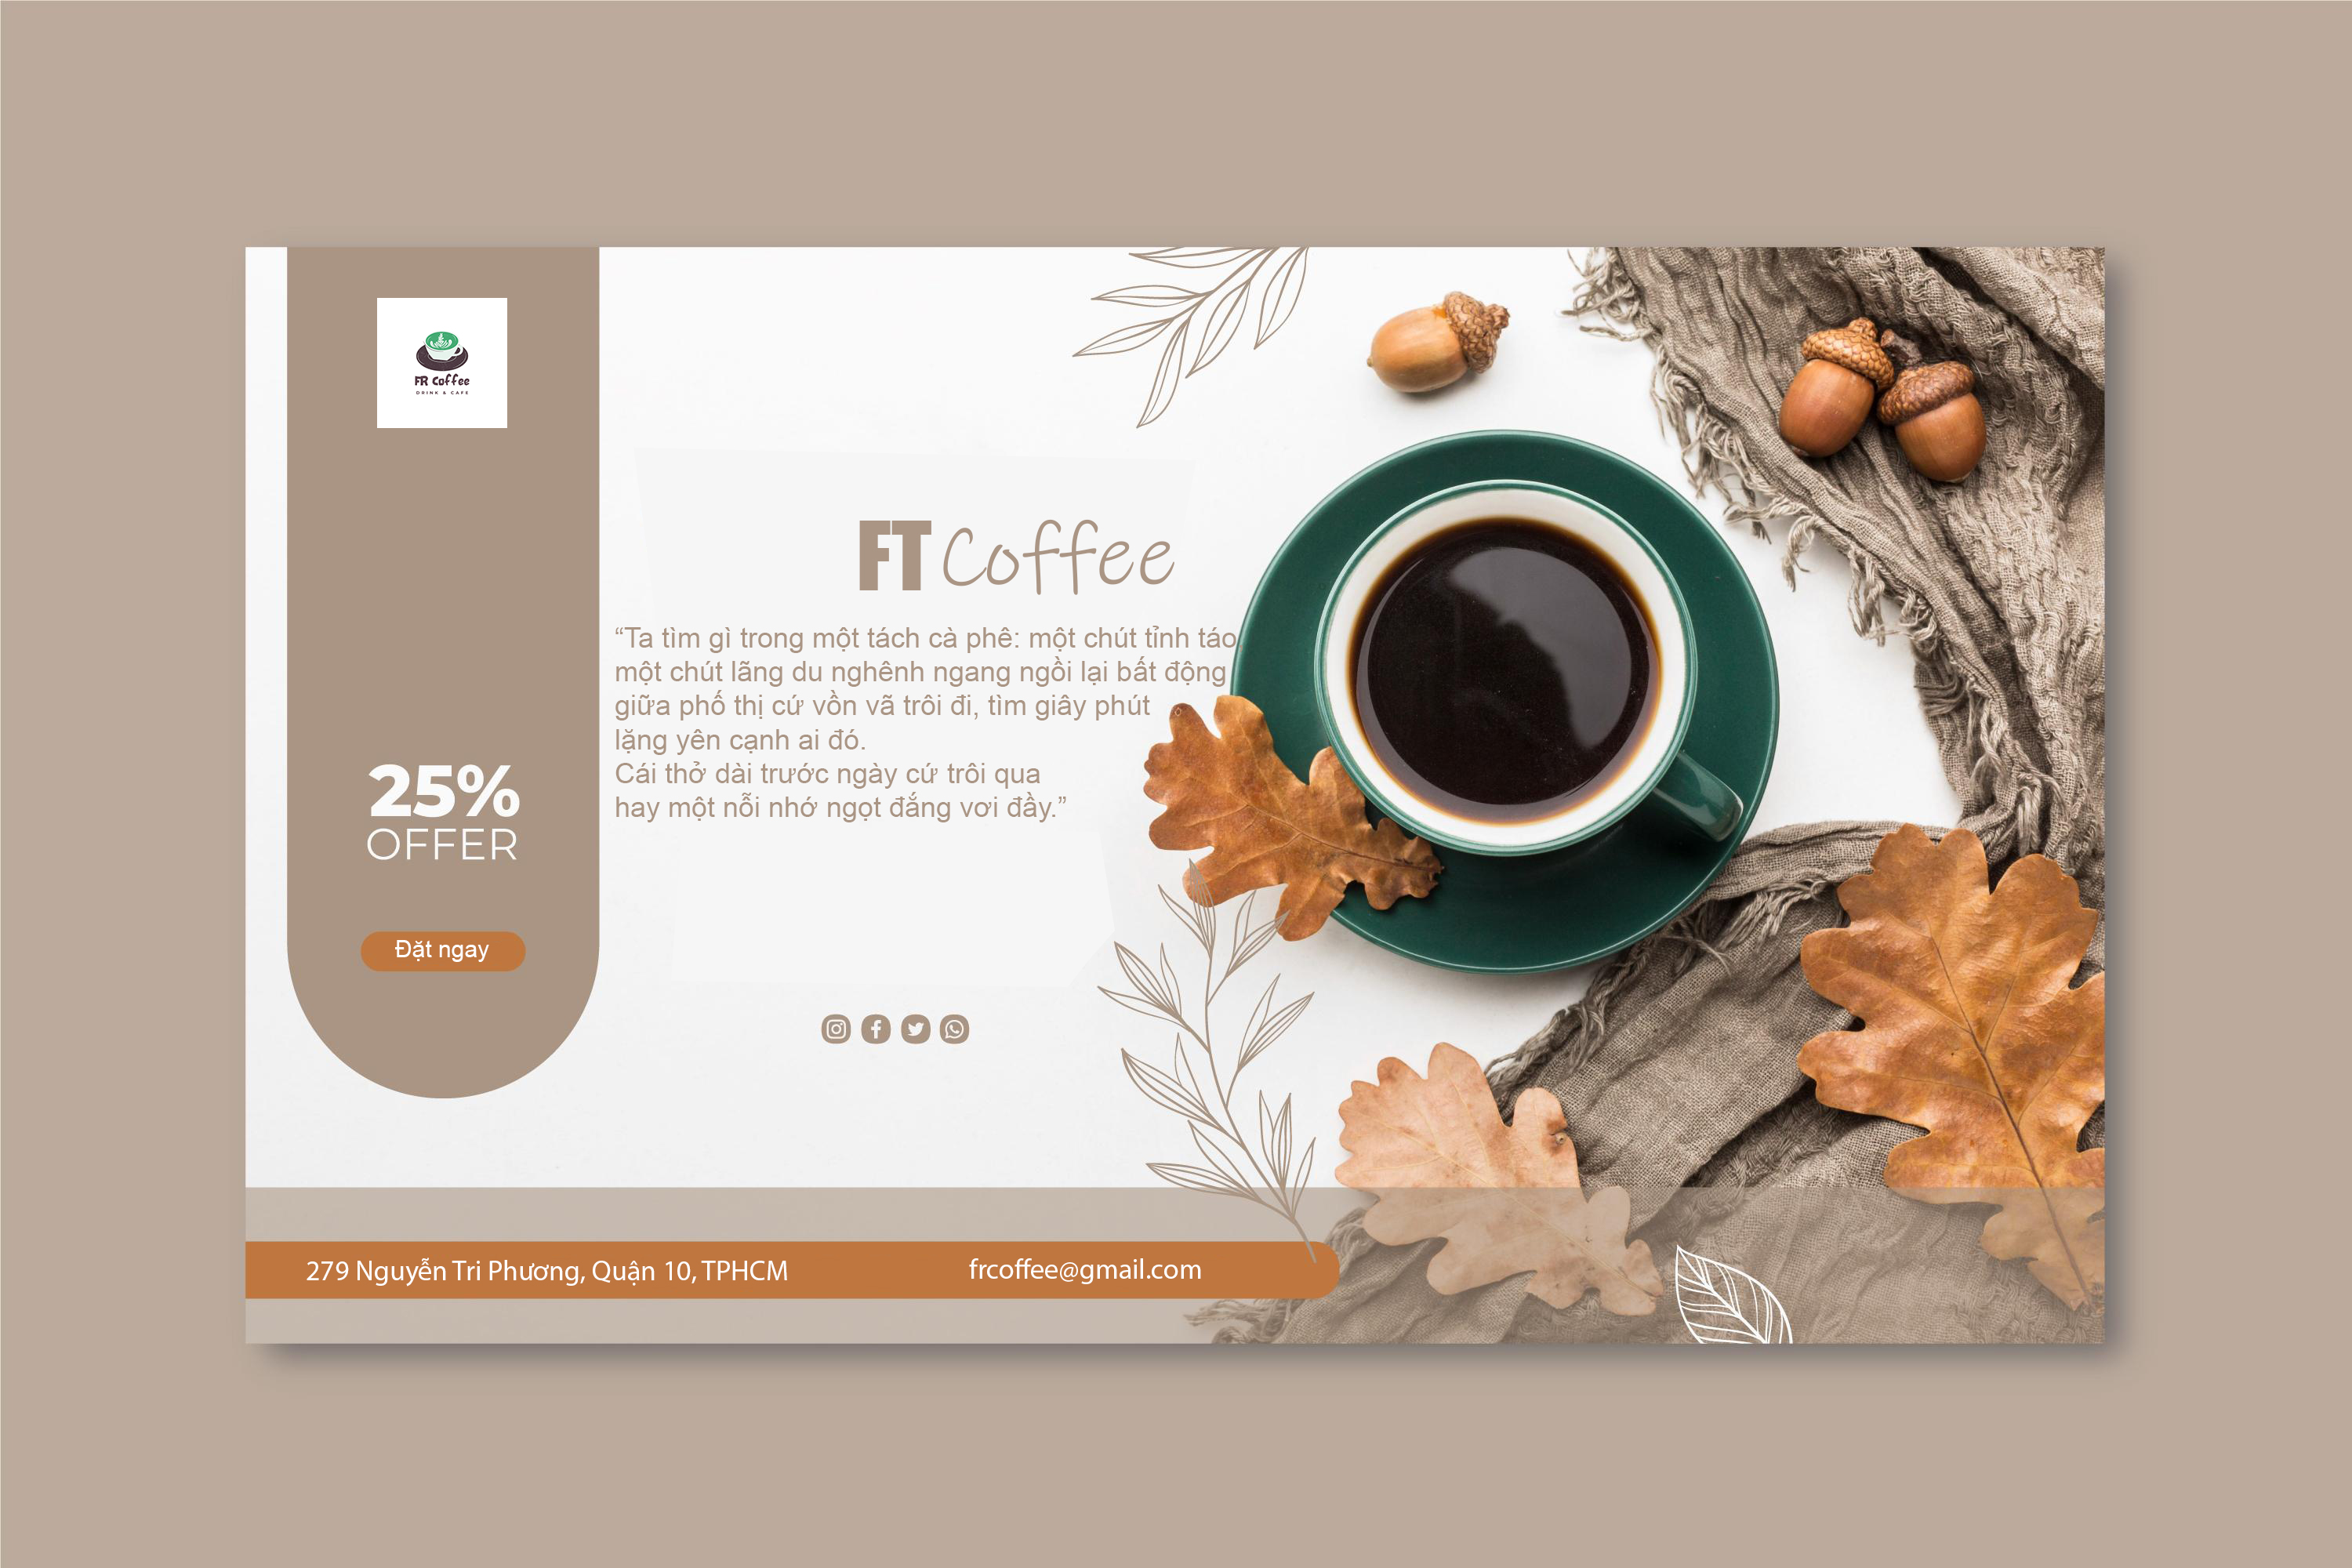 FR Coffee
DRINK & CAFE
FT Coffee
“Ta tìm gì trong một tách cà phê: một chút tỉnh táo
một chút lãng du nghênh ngang ngồi lại bất động
giữa phố thị cứ vồn vã trôi đi, tìm giây phút
lặng yên cạnh ai đó.
Cái thở dài trước ngày cứ trôi qua
hay một nỗi nhớ ngọt đắng vơi đầy.”
25%
OFFER
Đặt ngay
279 Nguyễn Tri Phương, Quận 10, TPHCM
frcoffee@gmail.com